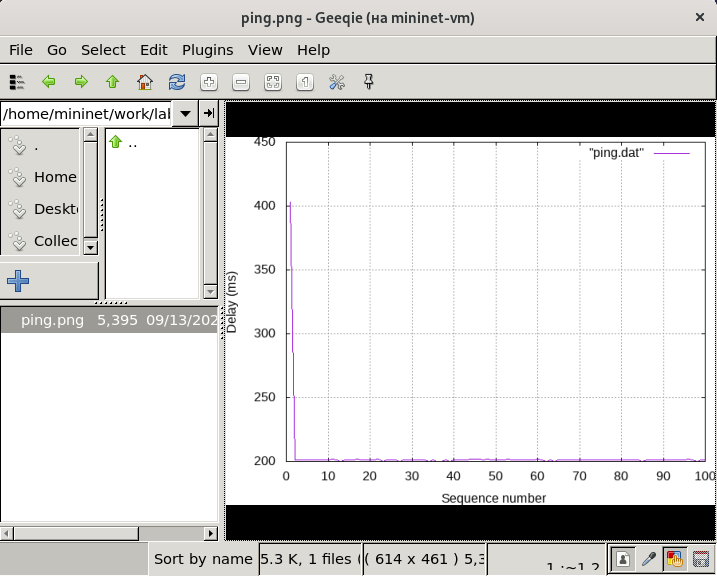 ping.png - Geeqie (на mininet-vm)
File Go Select Edit Plugins View Help
/home/mininet/work/lal
.
Home
Deskto
Collec
..
ping.png 5,395 09/13/202
"ping.dat"
450
400
350
300
250
200
Delay (ms)
0 10 20 30 40 50 60 70 80 90 100
Sequence number
Sort by name 5.3 K, 1 files ( ( 614 x 461 ) 5,3 1 :~1.2